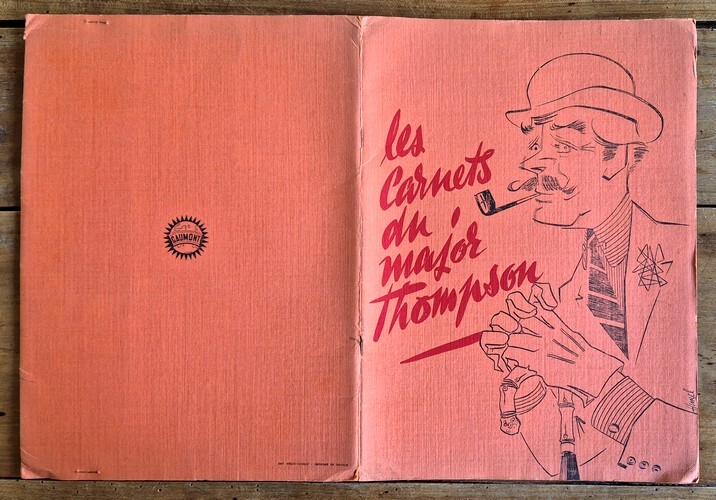 GAUMONT
les
Carnets
du
major
Thompson